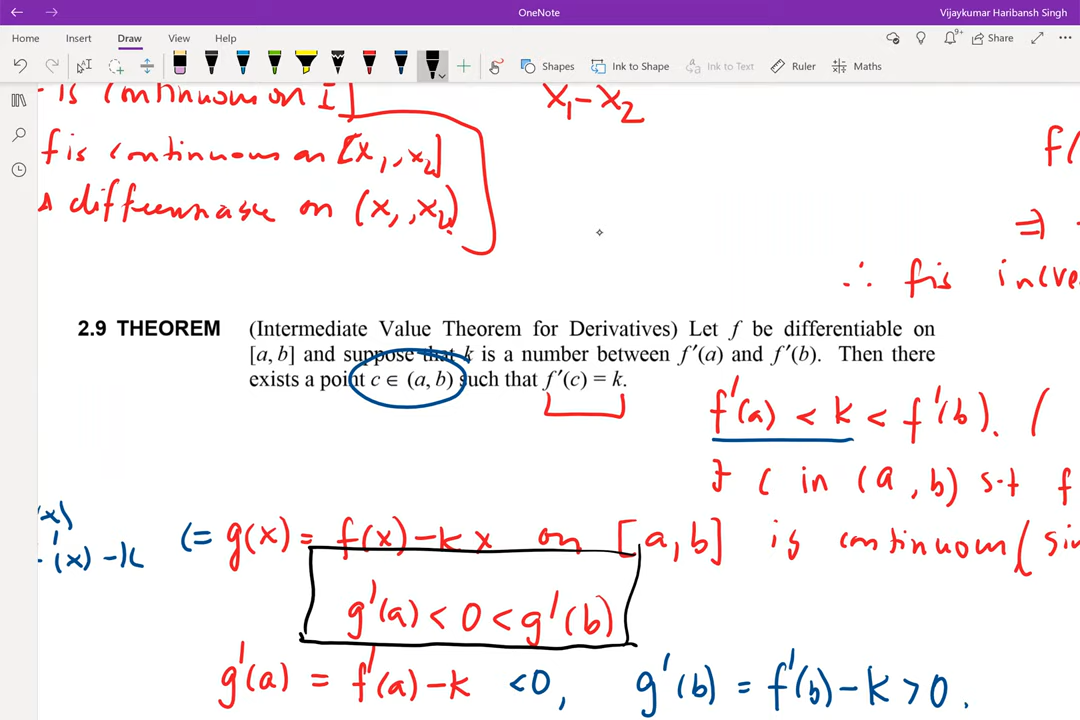 OneNote
Vijaykumar Haribansh Singh
Home Insert Draw View Help
9+ Share
Shapes Ink to Shape Ink to Text Ruler Maths
is continuous on I
x₁ - x₂
f is continuous on [x₁, x₂]
f(
on (x₁, x₂)
⇒
∴ f is incre
2.9 THEOREM (Intermediate Value Theorem for Derivatives) Let f be differentiable on
[a, b] and suppose that k is a number between f′(a) and f′(b). Then there
exists a point c ∈ (a, b) such that f′(c) = k.
f'(a) < k < f'(b). (
∃ c in (a, b) s.t f
(x)
'(x) - k
(= g(x) = f(x) - kx on [a, b] is continuous (sin
g'(a) < 0 < g'(b)
g'(a) = f'(a) - k < 0, g'(b) = f'(b) - k > 0.